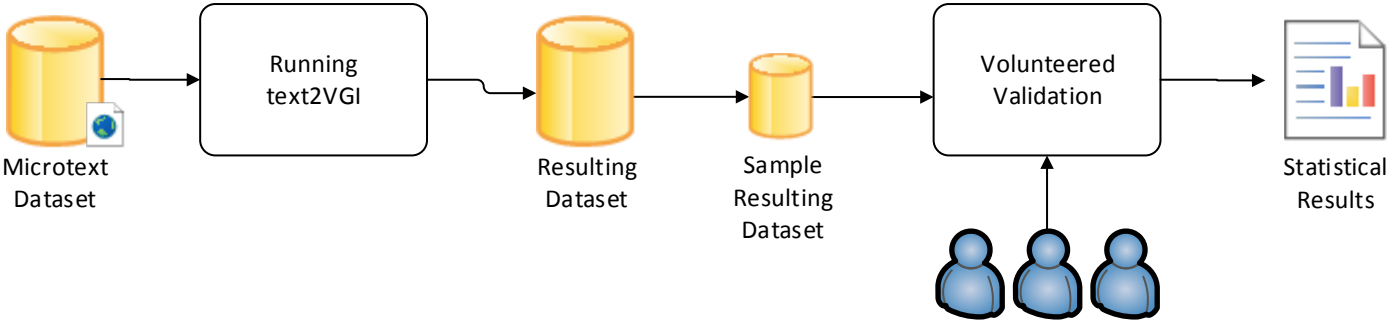 Running
text2VGI
Volunteered
Validation
Microtext
Dataset
Resulting
Dataset
Sample
Resulting
Dataset
Statistical
Results